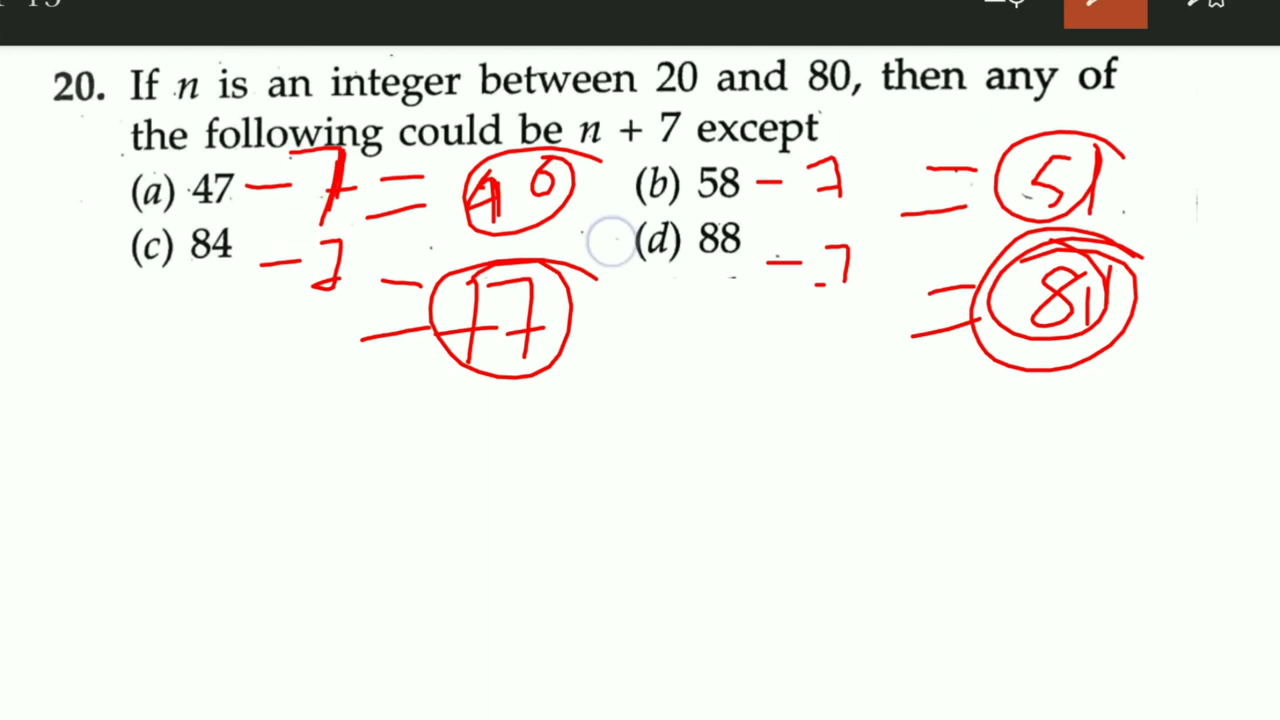 20. If n is an integer between 20 and 80, then any of
the following could be n + 7 except
(a) 47 - 7 = 40 (b) 58 - 7 = 51
(c) 84 - 7 = 77 (d) 88 - 7 = 81